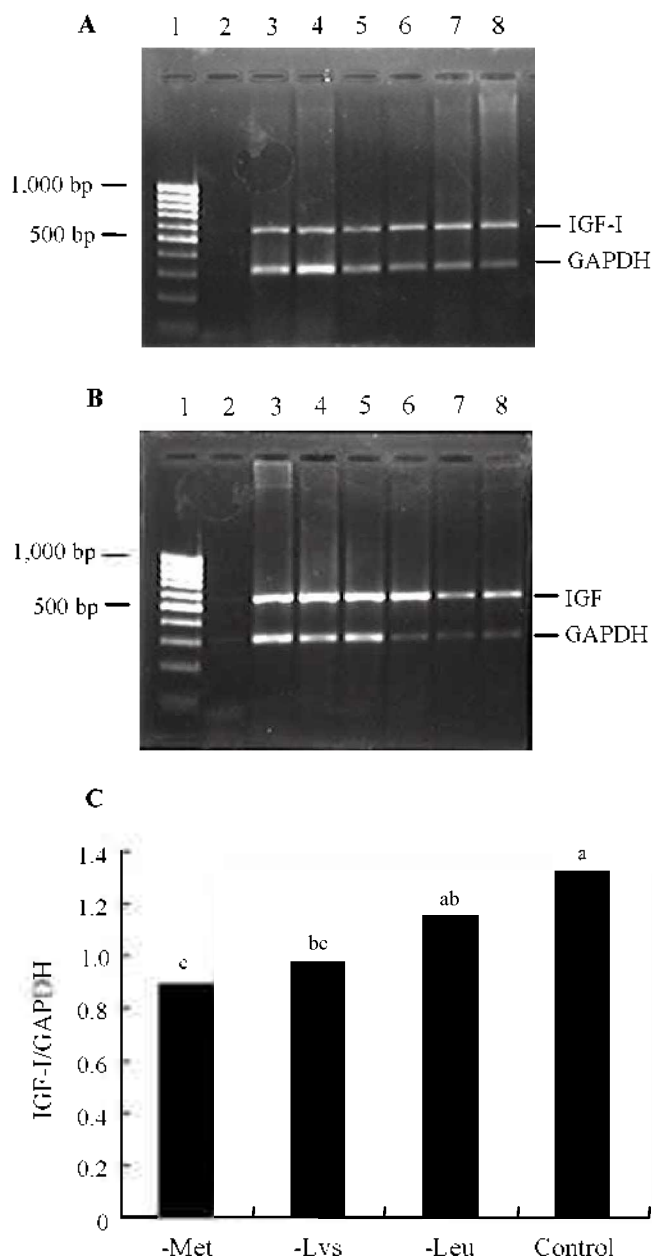 A 1 2 3 4 5 6 7 8
1,000 bp
500 bp
IGF-I
GAPDH
B 1 2 3 4 5 6 7 8
1,000 bp
500 bp
IGF
GAPDH
C
IGF-I/GAPDH
1.4
1.2
1.0
0.8
0.6
0.4
0.2
0
c
bc
ab
a
-Met -Lys -Leu Control